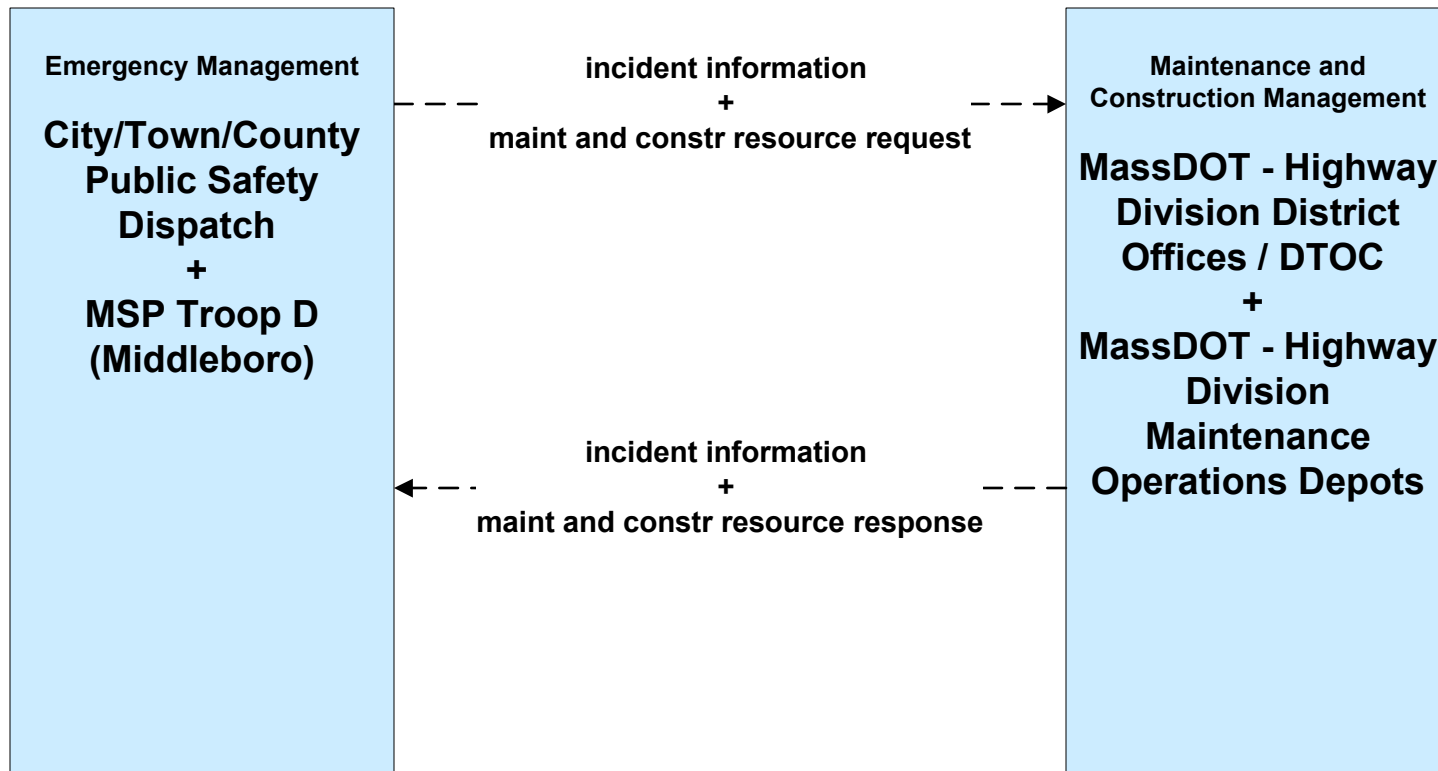 Emergency Management
City/Town/County
Public Safety
Dispatch
+
MSP Troop D
(Middleboro)
incident information
+
maint and constr resource request
incident information
+
maint and constr resource response
Maintenance and
Construction Management
MassDOT - Highway
Division District
Offices / DTOC
+
MassDOT - Highway
Division
Maintenance
Operations Depots